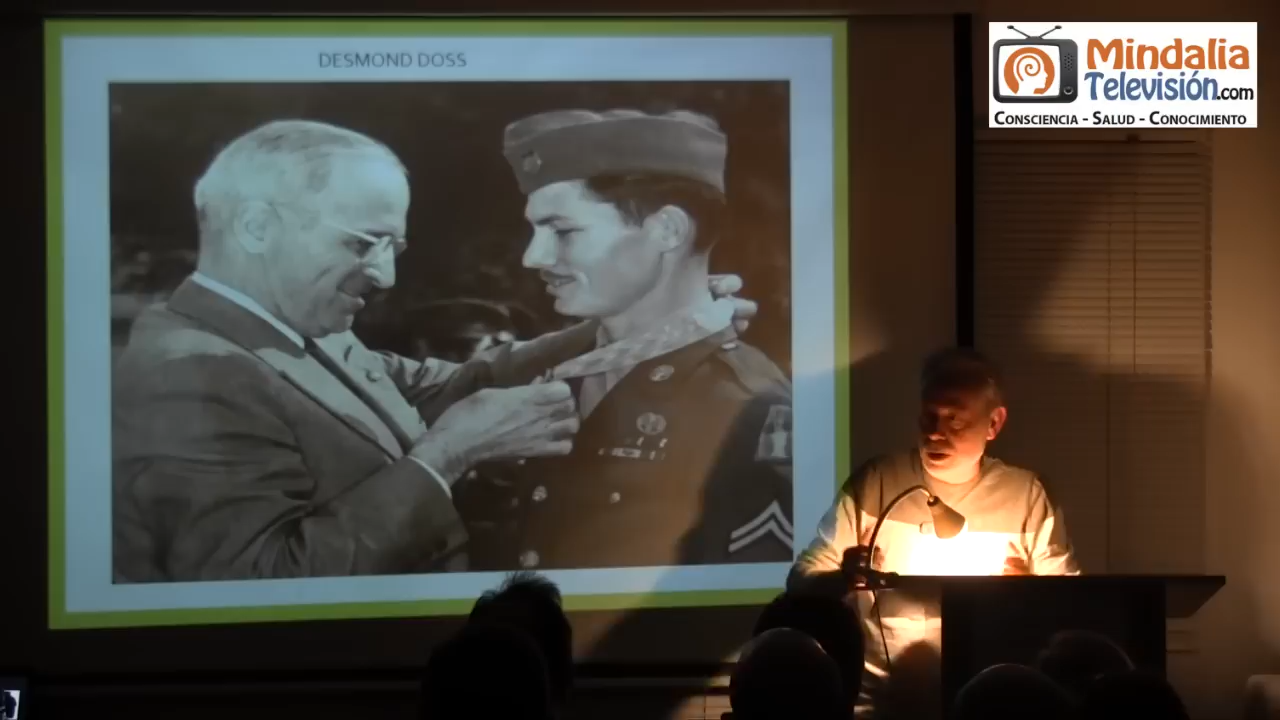 DESMOND DOSS
Mindalia
Televisión.com
CONSCIENCIA - SALUD - CONOCIMIENTO